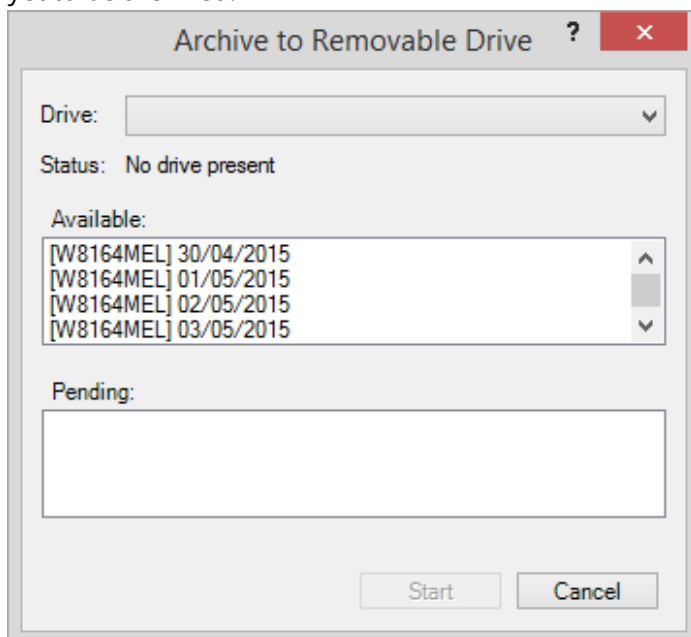 Archive to Removable Drive ? ×
Drive:
Status: No drive present
Available:
[W8164MEL] 30/04/2015
[W8164MEL] 01/05/2015
[W8164MEL] 02/05/2015
[W8164MEL] 03/05/2015
Pending:
Start Cancel